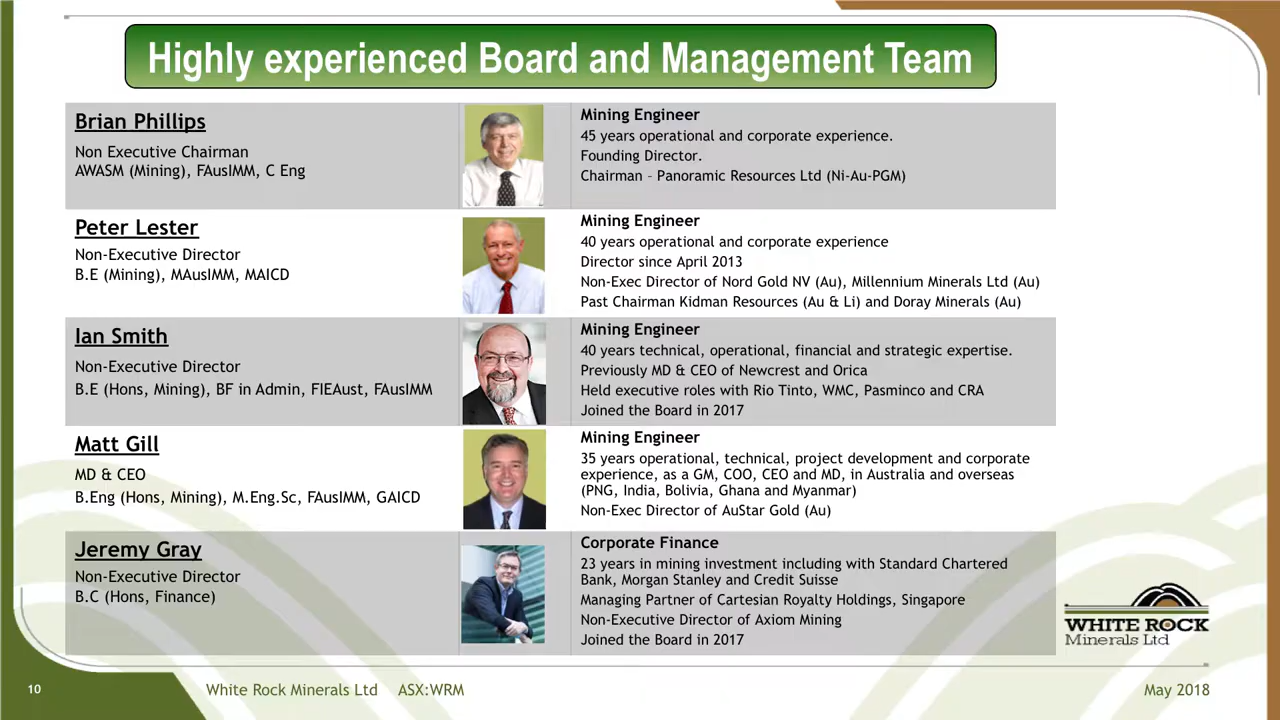 Highly experienced Board and Management Team
Brian Phillips
Non Executive Chairman
AWASM (Mining), FAusIMM, C Eng
Mining Engineer
45 years operational and corporate experience.
Founding Director.
Chairman – Panoramic Resources Ltd (Ni-Au-PGM)
Peter Lester
Non-Executive Director
B.E (Mining), MAusIMM, MAICD
Mining Engineer
40 years operational and corporate experience
Director since April 2013
Non-Exec Director of Nord Gold NV (Au), Millennium Minerals Ltd (Au)
Past Chairman Kidman Resources (Au & Li) and Doray Minerals (Au)
Ian Smith
Non-Executive Director
B.E (Hons, Mining), BF in Admin, FIEAust, FAusIMM
Mining Engineer
40 years technical, operational, financial and strategic expertise.
Previously MD & CEO of Newcrest and Orica
Held executive roles with Rio Tinto, WMC, Pasminco and CRA
Joined the Board in 2017
Matt Gill
MD & CEO
B.Eng (Hons, Mining), M.Eng.Sc, FAusIMM, GAICD
Mining Engineer
35 years operational, technical, project development and corporate
experience, as a GM, COO, CEO and MD, in Australia and overseas
(PNG, India, Bolivia, Ghana and Myanmar)
Non-Exec Director of AuStar Gold (Au)
Jeremy Gray
Non-Executive Director
B.C (Hons, Finance)
Corporate Finance
23 years in mining investment including with Standard Chartered
Bank, Morgan Stanley and Credit Suisse
Managing Partner of Cartesian Royalty Holdings, Singapore
Non-Executive Director of Axiom Mining
Joined the Board in 2017
WHITE ROCK
Minerals Ltd
10
White Rock Minerals Ltd ASX:WRM
May 2018